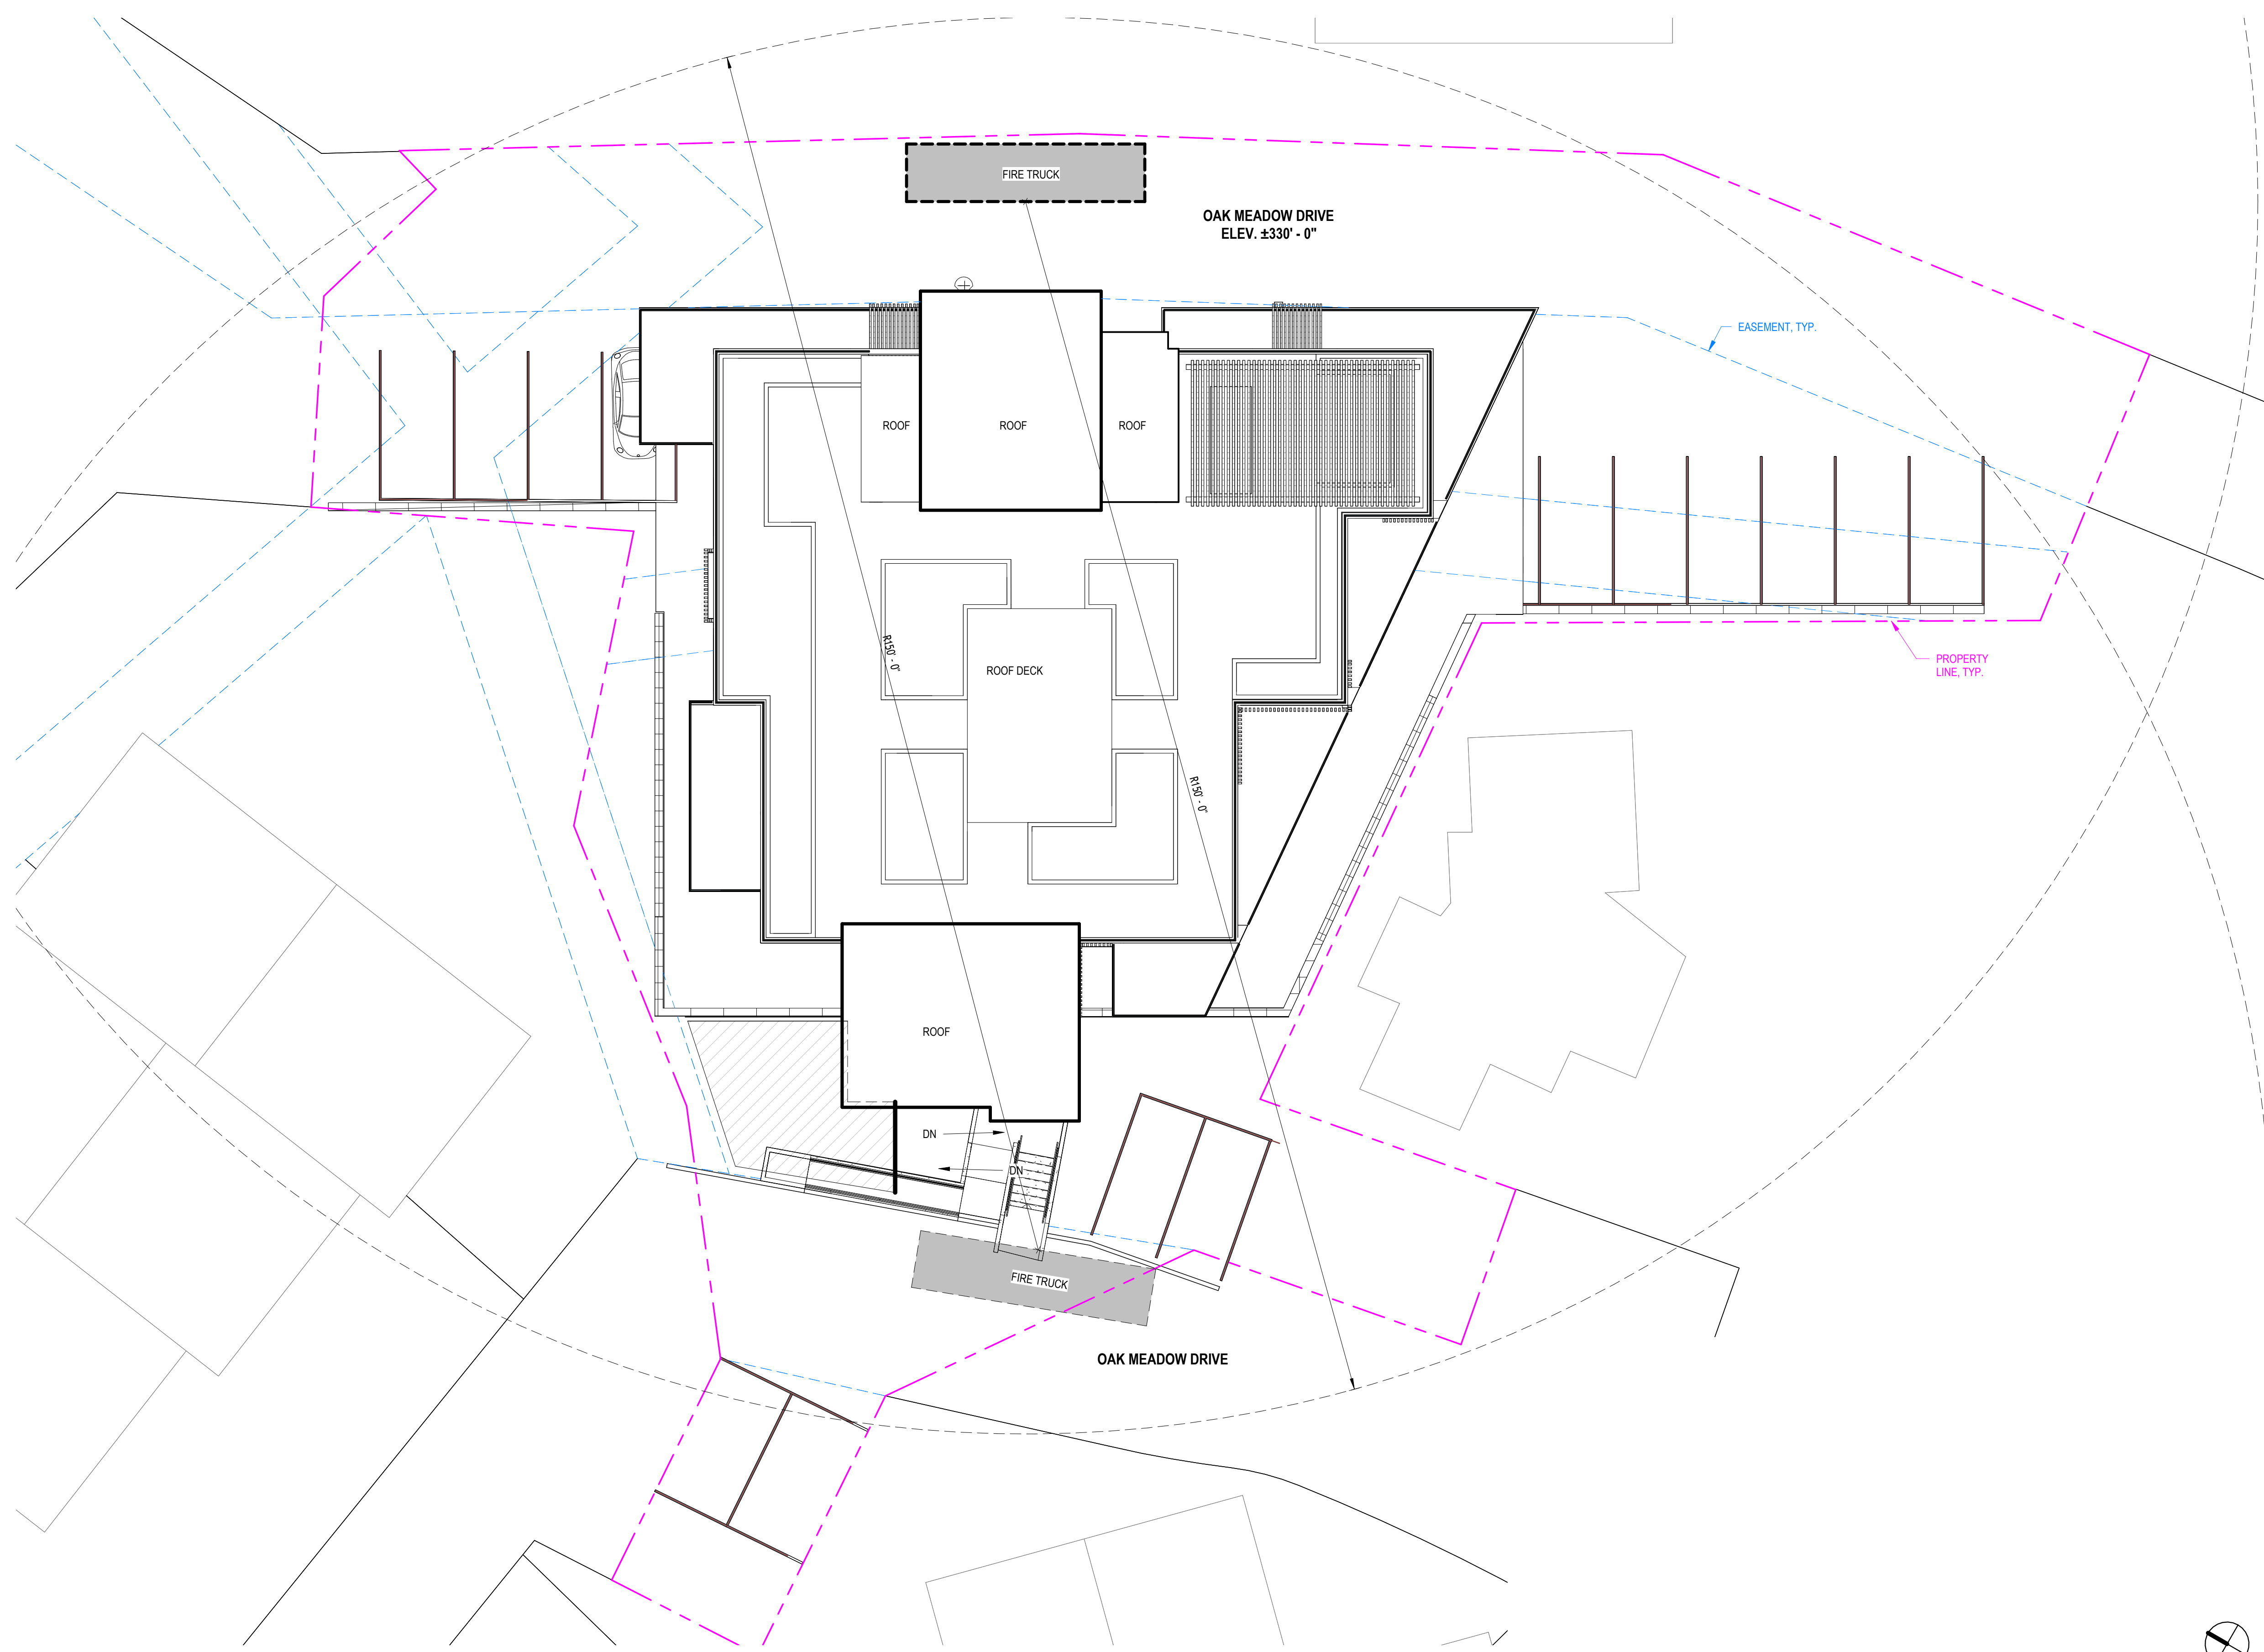 FIRE TRUCK
OAK MEADOW DRIVE
ELEV. ±330' - 0"
EASEMENT, TYP.
ROOF
ROOF
ROOF
R150' - 0"
ROOF DECK
PROPERTY
LINE, TYP.
R150' - 0"
ROOF
DN
DN
FIRE TRUCK
OAK MEADOW DRIVE